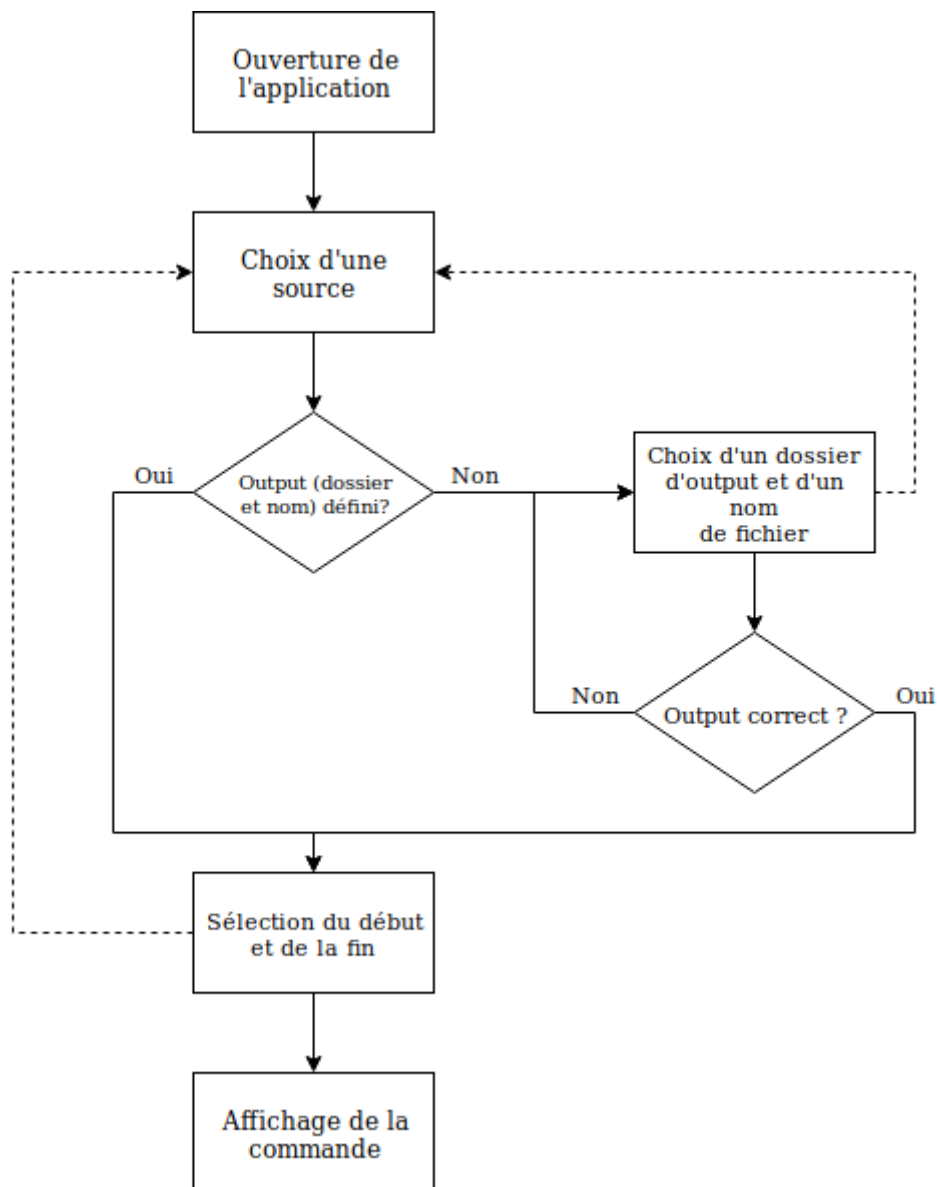 Ouverture de
l'application
Choix d'une
source
Oui
Output (dossier
et nom) défini?
Non
Choix d'un dossier
d'output et d'un
nom
de fichier
Non
Output correct ?
Oui
Sélection du début
et de la fin
Affichage de la
commande